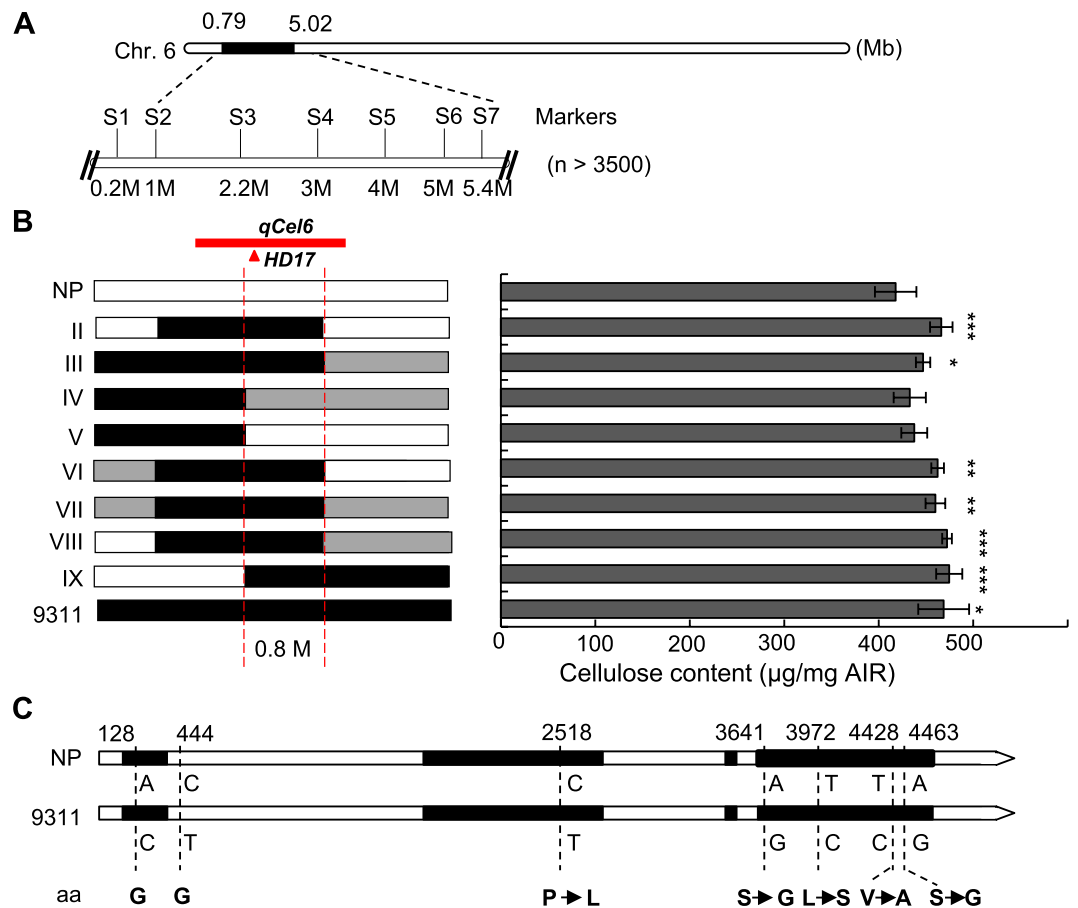 A
0.79 5.02
Chr. 6 (Mb)
S1 S2 S3 S4 S5 S6 S7 Markers
(n > 3500)
0.2M 1M 2.2M 3M 4M 5M 5.4M
B
qCel6
HD17
NP
II ***
III *
IV
V
VI **
VII **
VIII ***
IX ***
9311 *
0.8 M
0 100 200 300 400 500
Cellulose content (µg/mg AIR)
C
128 444 2518 3641 3972 4428 4463
NP
A C C A T T A
9311
C T T G C C G
aa G G P L S G L S V A S G